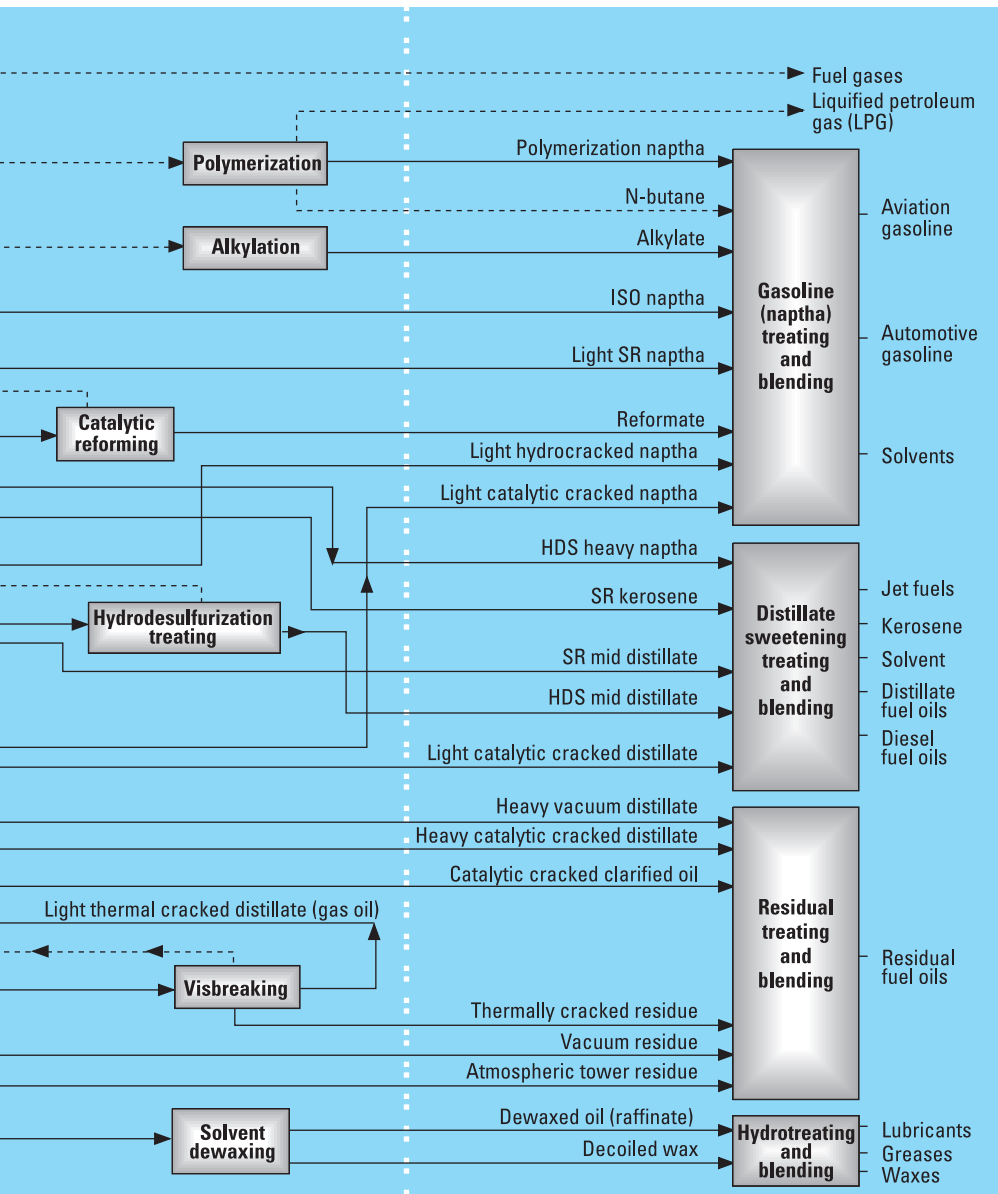 Fuel gases
Liquified petroleum
gas (LPG)
Polymerization
Polymerization naptha
N-butane
Alkylation
Alkylate
ISO naptha
Light SR naptha
Catalytic
reforming
Reformate
Light hydrocracked naptha
Light catalytic cracked naptha
Gasoline
(naptha)
treating
and
blending
Aviation
gasoline
Automotive
gasoline
Solvents
HDS heavy naptha
SR kerosene
Hydrodesulfurization
treating
SR mid distillate
HDS mid distillate
Light catalytic cracked distillate
Distillate
sweetening
treating
and
blending
Jet fuels
Kerosene
Solvent
Distillate
fuel oils
Diesel
fuel oils
Heavy vacuum distillate
Heavy catalytic cracked distillate
Catalytic cracked clarified oil
Light thermal cracked distillate (gas oil)
Visbreaking
Thermally cracked residue
Vacuum residue
Atmospheric tower residue
Residual
treating
and
blending
Residual
fuel oils
Solvent
dewaxing
Dewaxed oil (raffinate)
Decoiled wax
Hydrotreating
and
blending
Lubricants
Greases
Waxes